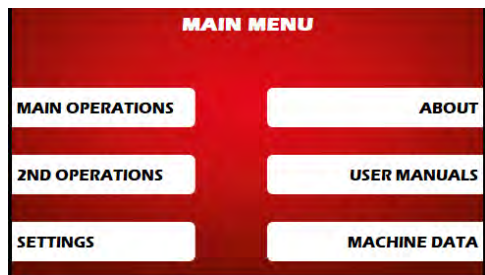 MAIN MENU
MAIN OPERATIONS
ABOUT
2ND OPERATIONS
USER MANUALS
SETTINGS
MACHINE DATA